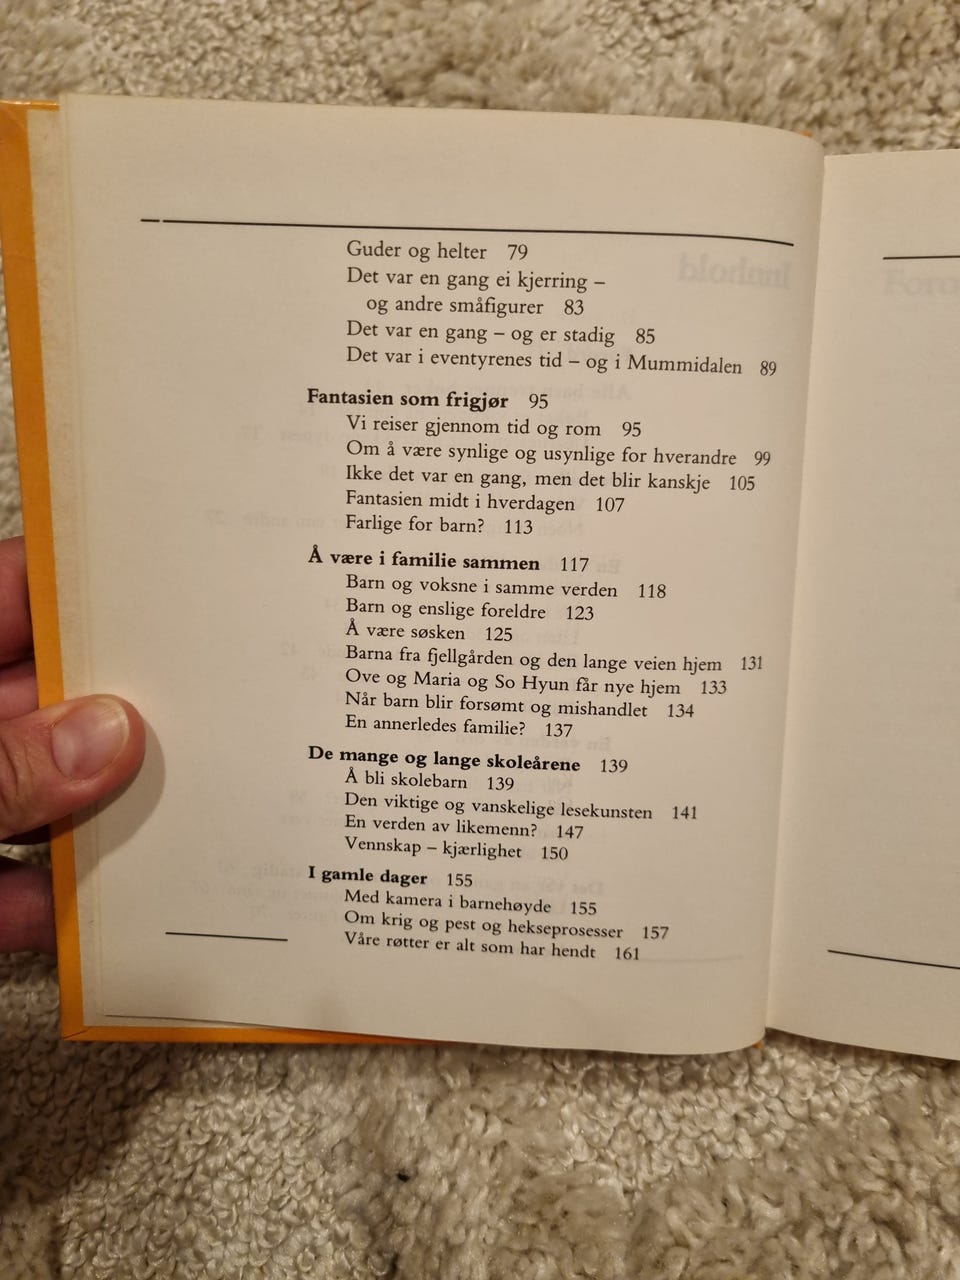 Guder og helter 79
Det var en gang ei kjerring –
og andre småfigurer 83
Det var en gang – og er stadig 85
Det var i eventyrenes tid – og i Mummidalen 89
Fantasien som frigjør 95
Vi reiser gjennom tid og rom 95
Om å være synlige og usynlige for hverandre 99
Ikke det var en gang, men det blir kanskje 105
Fantasien midt i hverdagen 107
Farlige for barn? 113
Å være i familie sammen 117
Barn og voksne i samme verden 118
Barn og enslige foreldre 123
Å være søsken 125
Barna fra fjellgården og den lange veien hjem 131
Ove og Maria og So Hyun får nye hjem 133
Når barn blir forsømt og mishandlet 134
En annerledes familie? 137
De mange og lange skoleårene 139
Å bli skolebarn 139
Den viktige og vanskelige lesekunsten 141
En verden av likemenn? 147
Vennskap – kjærlighet 150
I gamle dager 155
Med kamera i barnehøyde 155
Om krig og pest og hekseprosesser 157
Våre røtter er alt som har hendt 161